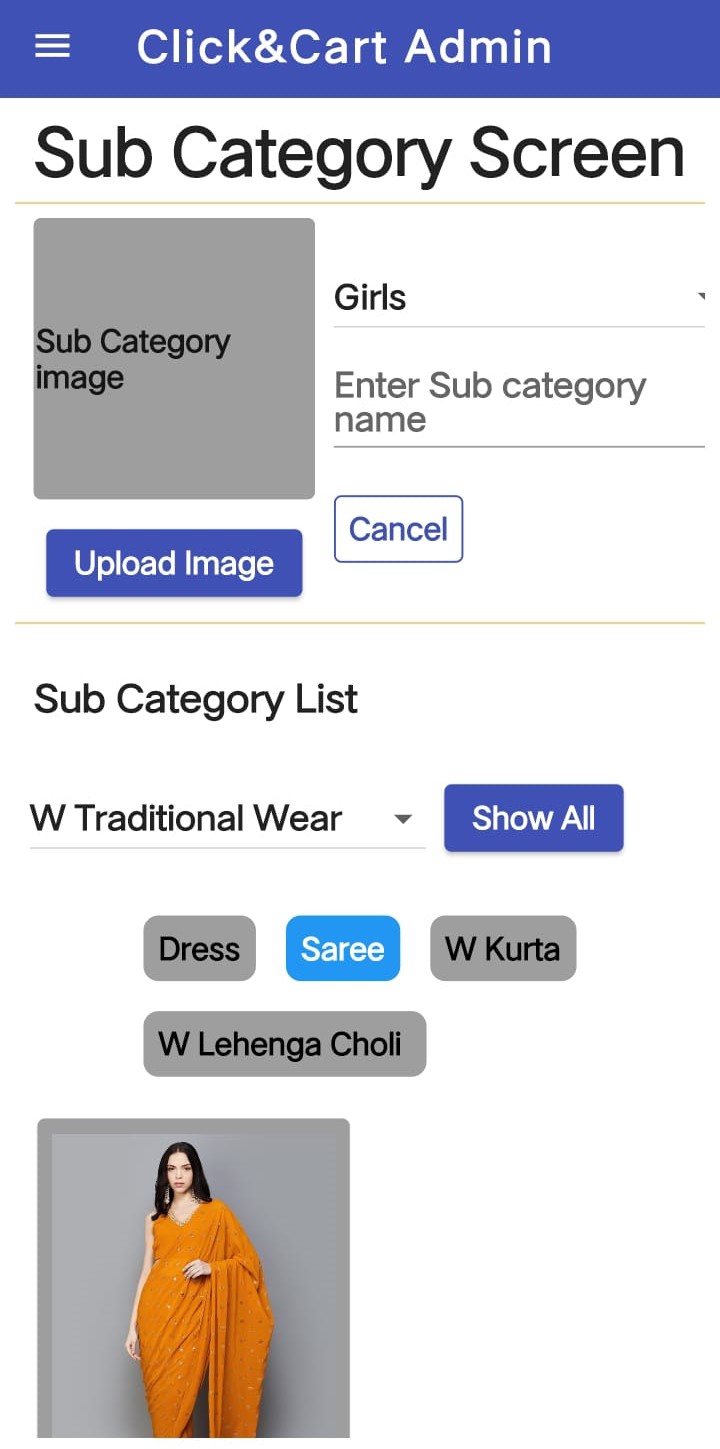 Click&Cart Admin
Sub Category Screen
Sub Category
image
Upload Image
Girls
Enter Sub category
name
Cancel
Sub Category List
W Traditional Wear
Show All
Dress
Saree
W Kurta
W Lehenga Choli